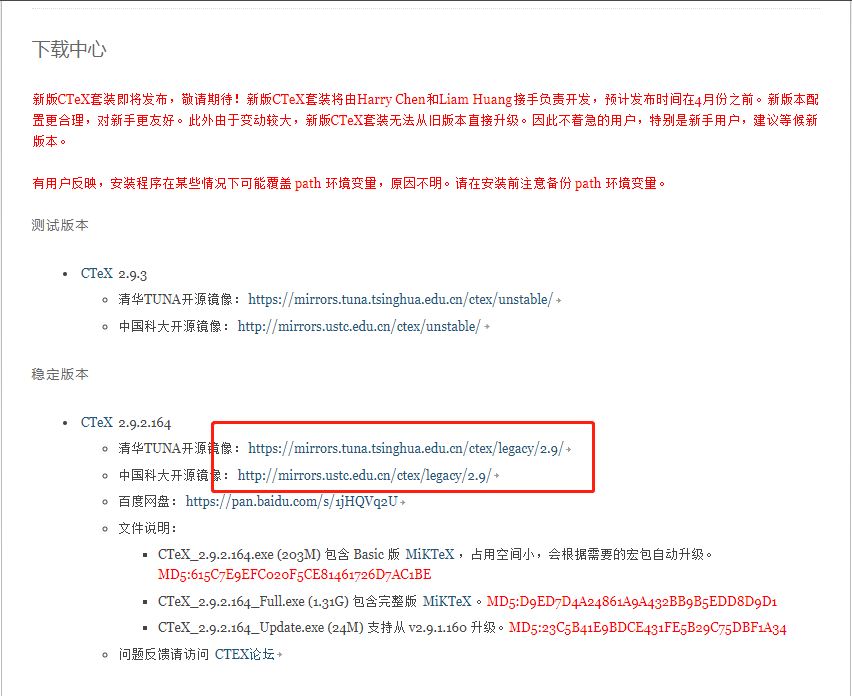 下载中心
新版CTeX套装即将发布，敬请期待！新版CTeX套装将由Harry Chen和Liam Huang接手负责开发，预计发布时间在4月份之前。新版本配
置更合理，对新手更友好。此外由于变动较大，新版CTeX套装无法从旧版本直接升级。因此不着急的用户，特别是新手用户，建议等候新
版本。
有用户反映，安装程序在某些情况下可能覆盖 path 环境变量，原因不明。请在安装前注意备份 path 环境变量。
测试版本
CTeX 2.9.3
清华TUNA开源镜像： https://mirrors.tuna.tsinghua.edu.cn/ctex/unstable/
中国科大开源镜像： http://mirrors.ustc.edu.cn/ctex/unstable/
稳定版本
CTeX 2.9.2.164
清华TUNA开源镜像： https://mirrors.tuna.tsinghua.edu.cn/ctex/legacy/2.9/
中国科大开源镜像： http://mirrors.ustc.edu.cn/ctex/legacy/2.9/
百度网盘： https://pan.baidu.com/s/1jHQVq2U
文件说明：
CTeX_2.9.2.164.exe (203M) 包含 Basic 版 MiKTeX ，占用空间小，会根据需要的宏包自动升级。
MD5:615C7E9EFC020F5CE81461726D7AC1BE
CTeX_2.9.2.164_Full.exe (1.31G) 包含完整版 MiKTeX 。MD5:D9ED7D4A24861A9A432BB9B5EDD8D9D1
CTeX_2.9.2.164_Update.exe (24M) 支持从 v2.9.1.160 升级。MD5:23C5B41E9BDCE431FE5B29C75DBF1A34
问题反馈请访问 CTEX论坛